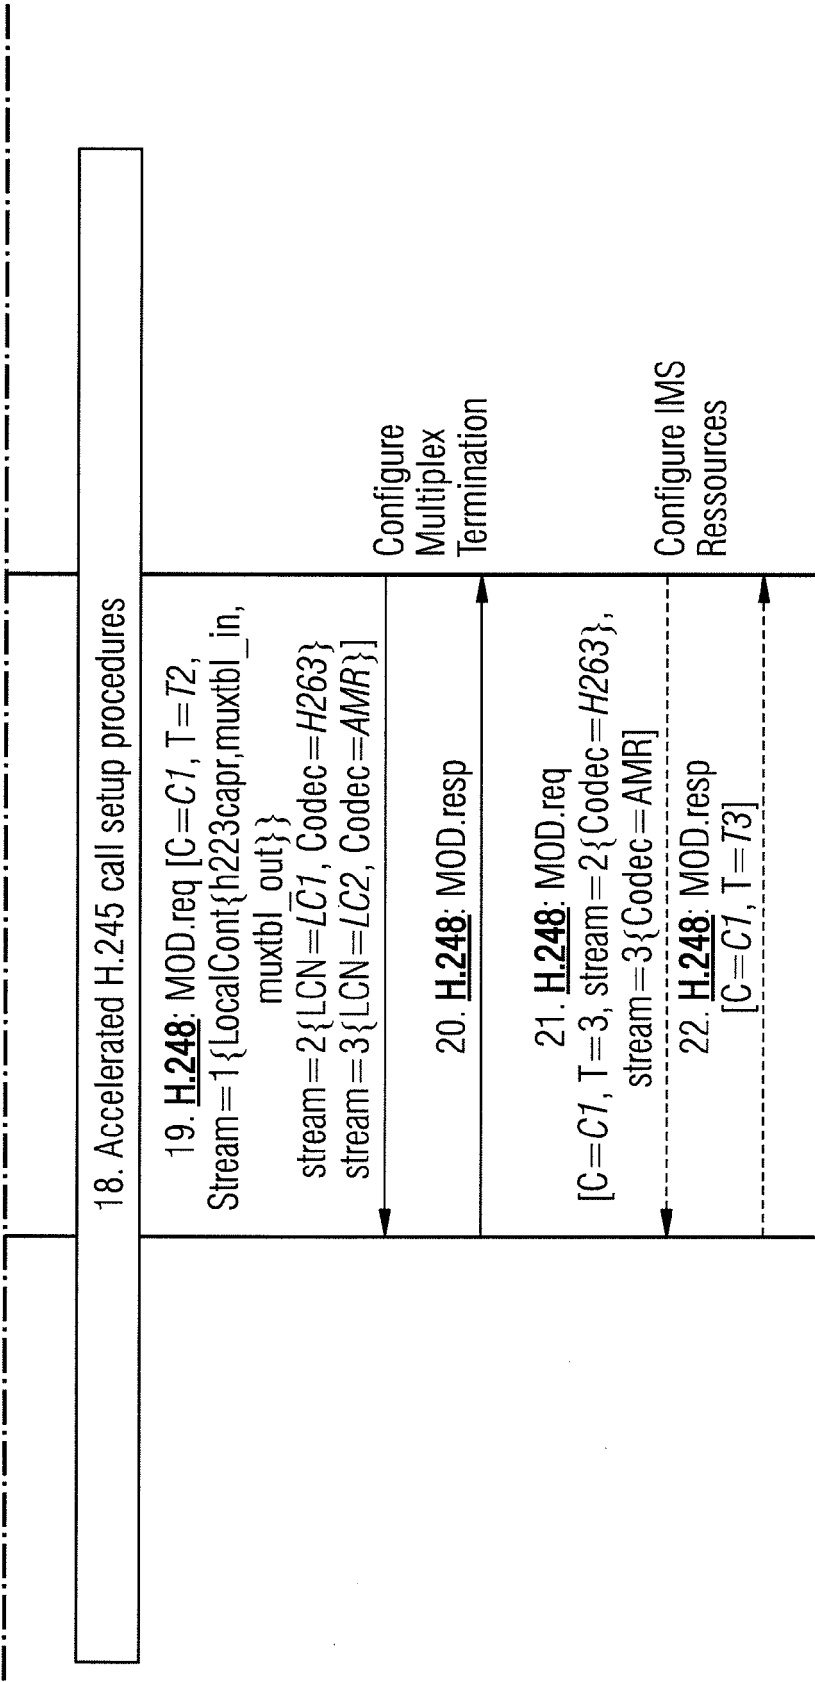 18. Accelerated H.245 call setup procedures
19. H.248: MOD.req [C=C1, T=T2,
Stream=1{LocalCont{h223capr,muxtbl_in,
muxtbl_out}}
stream=2{LCN=LC1, Codec=H263}
stream=3{LCN=LC2, Codec=AMR}]
Configure
Multiplex
Termination
20. H.248: MOD.resp
21. H.248: MOD.req
[C=C1, T=3, stream=2{Codec=H263},
stream=3{Codec=AMR]
Configure IMS
Ressources
22. H.248: MOD.resp
[C=C1, T=T3]